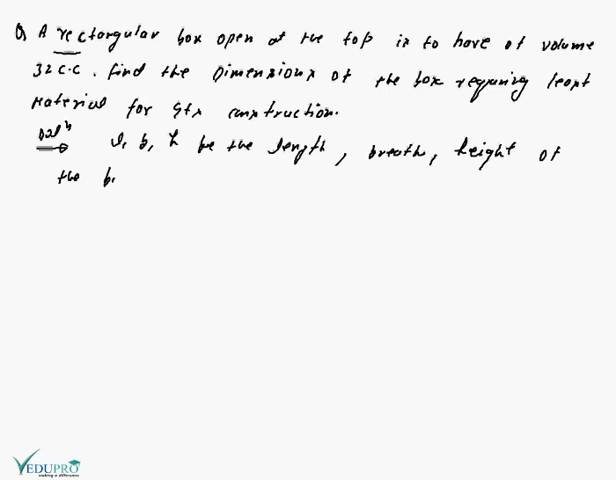 Q A rectangular box open at the top is to have of volume
32 c.c. find the Dimensions of the box requiring least
Material for its construction.
Solⁿ l, b, h be the length, breath, height of
the b
VEDUPRO
making a difference